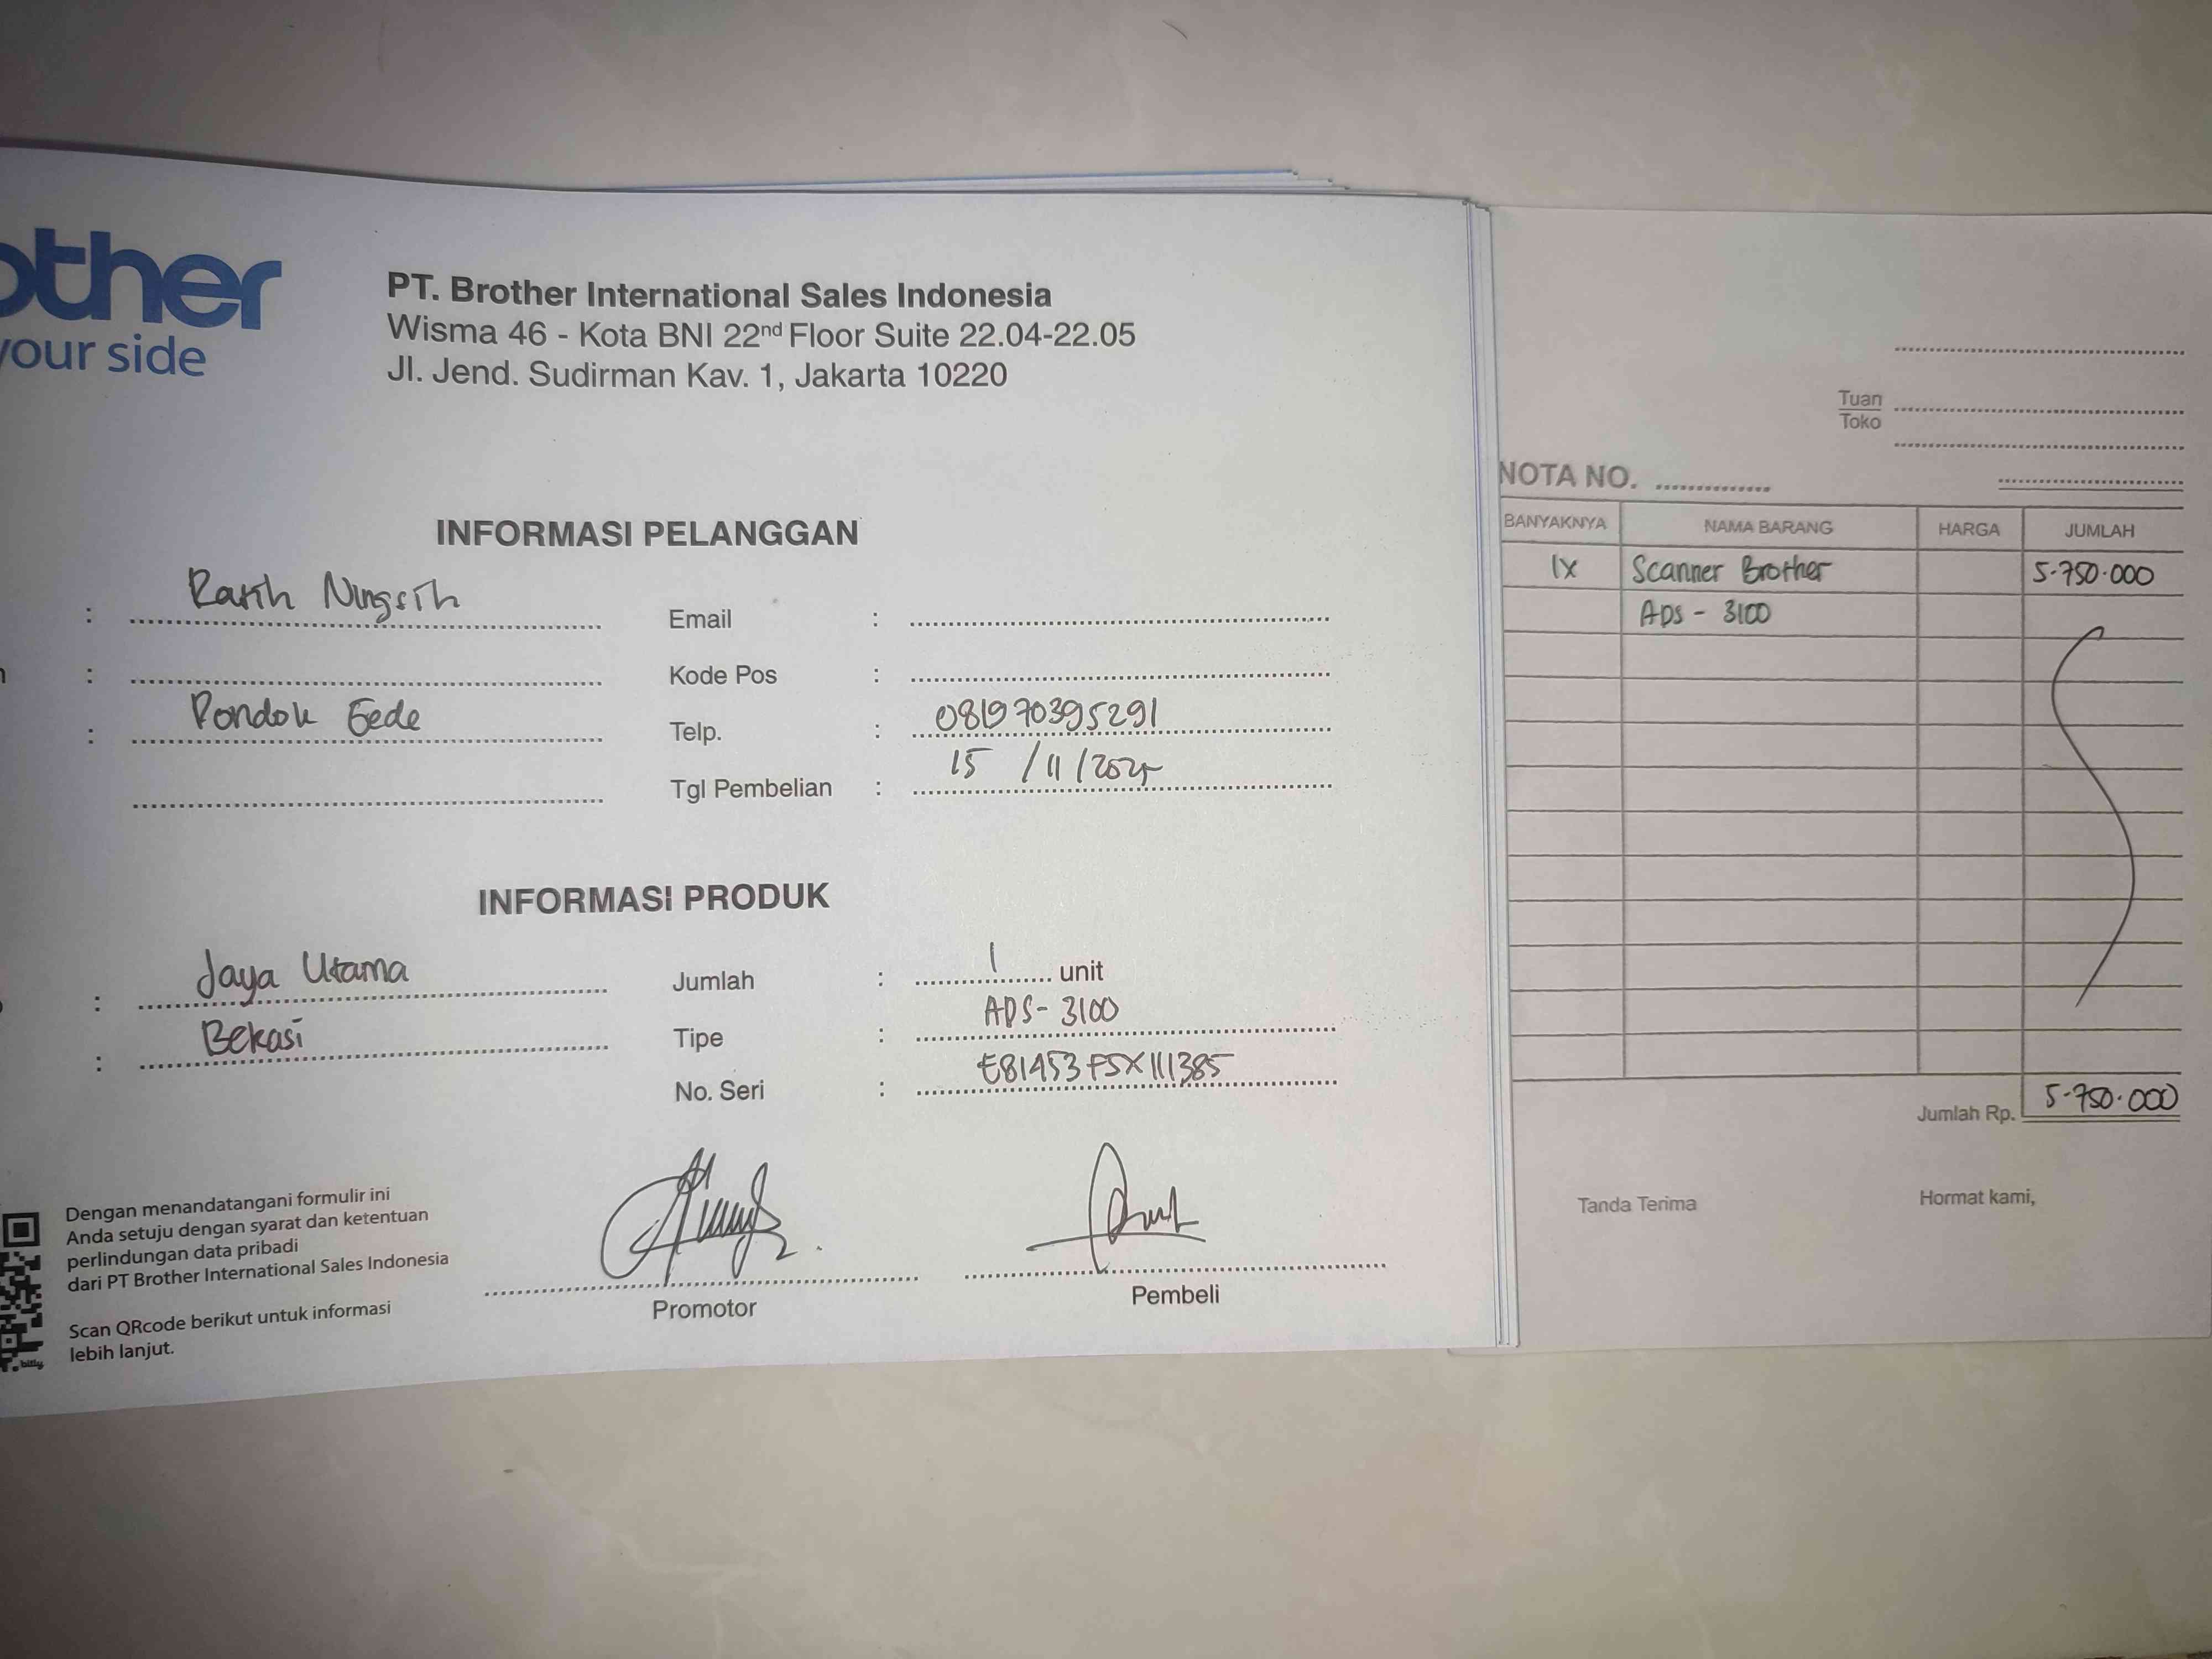 other
your side
PT. Brother International Sales Indonesia
Wisma 46 - Kota BNI 22nd Floor Suite 22.04-22.05
Jl. Jend. Sudirman Kav. 1, Jakarta 10220
INFORMASI PELANGGAN
: Ratih Ningsih
Email :
:
Kode Pos :
: Pondok Gede
Telp. : 081970395291
Tgl Pembelian : 15 /11/2025
INFORMASI PRODUK
: Jaya Utama
Jumlah : 1 unit
: Bekasi
Tipe : ADS-3100
No. Seri : E81453F5X111385
Dengan menandatangani formulir ini
Anda setuju dengan syarat dan ketentuan
perlindungan data pribadi
dari PT Brother International Sales Indonesia
Scan QRcode berikut untuk informasi
lebih lanjut.
bitly
Promotor
Pembeli
Tuan
Toko
NOTA NO.
BANYAKNYA NAMA BARANG HARGA JUMLAH
1x Scanner Brother 5.750.000
ADS - 3100
Jumlah Rp. 5.750.000
Tanda Terima
Hormat kami,